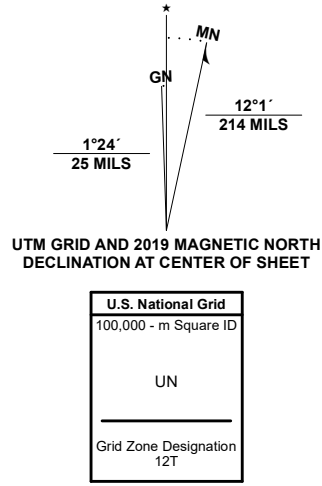 ★
MN
GN
12°1´
214 MILS
1°24´
25 MILS
UTM GRID AND 2019 MAGNETIC NORTH
DECLINATION AT CENTER OF SHEET
U.S. National Grid
100,000 - m Square ID
UN
Grid Zone Designation
12T